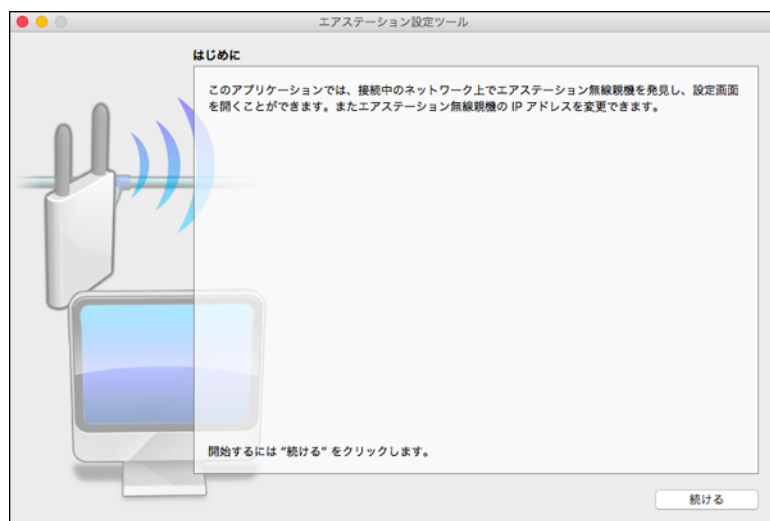 エアステーション設定ツール
はじめに
このアプリケーションでは、接続中のネットワーク上でエアステーション無線親機を発見し、設定画面
を開くことができます。またエアステーション無線親機の IP アドレスを変更できます。
開始するには “続ける” をクリックします。
続ける